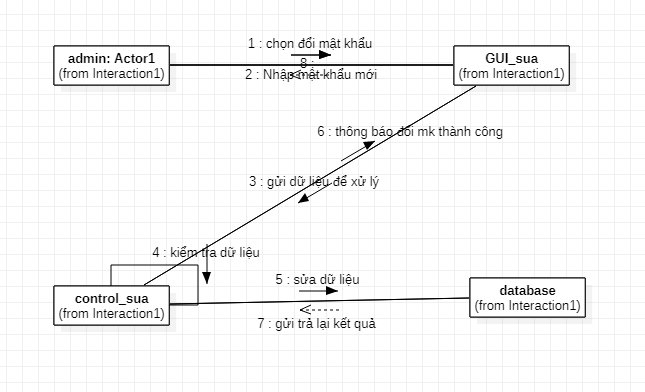 1 : chọn đổi mật khẩu
admin: Actor1
(from Interaction1)
8 :
2 : Nhập mật khẩu mới
GUI_sua
(from Interaction1)
6 : thông báo đổi mk thành công
3 : gửi dữ liệu để xử lý
4 : kiểm tra dữ liệu
control_sua
(from Interaction1)
5 : sửa dữ liệu
database
(from Interaction1)
7 : gửi trả lại kết quả